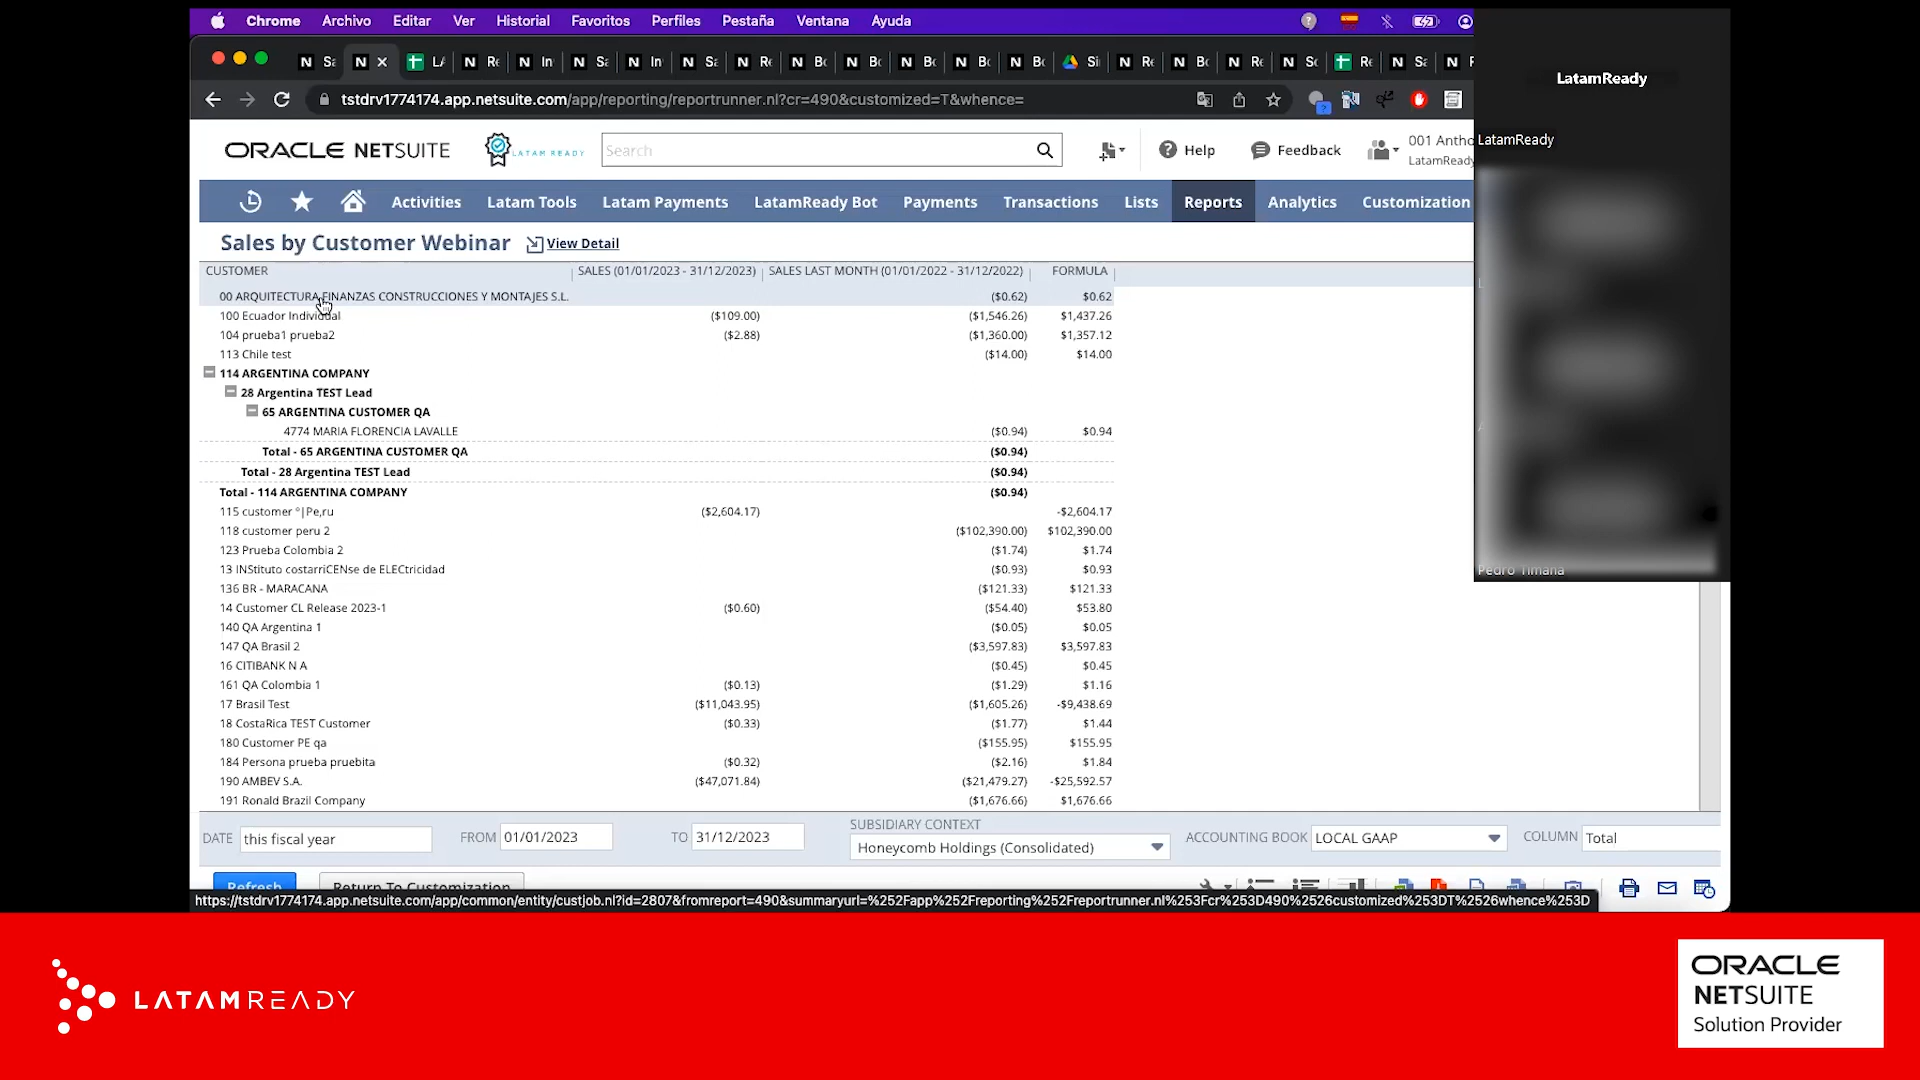 Chrome Archivo Editar Ver Historial Favoritos Perfiles Pestaña Ventana Ayuda
LatamReady
tstdrv1774174.app.netsuite.com/app/reporting/reportrunner.nl?cr=490&customized=T&whence=
ORACLE NETSUITE LATAM READY Search Help Feedback 001 Antho
LatamReady
LatamReady
Activities Latam Tools Latam Payments LatamReady Bot Payments Transactions Lists Reports Analytics Customization
Sales by Customer Webinar View Detail
CUSTOMER SALES (01/01/2023 - 31/12/2023) SALES LAST MONTH (01/01/2022 - 31/12/2022) FORMULA
00 ARQUITECTURA FINANZAS CONSTRUCCIONES Y MONTAJES S.L. ($0.62) $0.62
100 Ecuador Individual ($109.00) ($1,546.26) $1,437.26
104 prueba1 prueba2 ($2.88) ($1,360.00) $1,357.12
113 Chile test ($14.00) $14.00
114 ARGENTINA COMPANY
28 Argentina TEST Lead
65 ARGENTINA CUSTOMER QA
4774 MARIA FLORENCIA LAVALLE ($0.94) $0.94
Total - 65 ARGENTINA CUSTOMER QA ($0.94)
Total - 28 Argentina TEST Lead ($0.94)
Total - 114 ARGENTINA COMPANY ($0.94)
115 customer °|Pe,ru ($2,604.17) -$2,604.17
118 customer peru 2 ($102,390.00) $102,390.00
123 Prueba Colombia 2 ($1.74) $1.74
13 INStituto costarriCENse de ELECtricidad ($0.93) $0.93
Pedro Timana
136 BR - MARACANA ($121.33) $121.33
14 Customer CL Release 2023-1 ($0.60) ($54.40) $53.80
140 QA Argentina 1 ($0.05) $0.05
147 QA Brasil 2 ($3,597.83) $3,597.83
16 CITIBANK N A ($0.45) $0.45
161 QA Colombia 1 ($0.13) ($1.29) $1.16
17 Brasil Test ($11,043.95) ($1,605.26) -$9,438.69
18 CostaRica TEST Customer ($0.33) ($1.77) $1.44
180 Customer PE qa ($155.95) $155.95
184 Persona prueba pruebita ($0.32) ($2.16) $1.84
190 AMBEV S.A. ($47,071.84) ($21,479.27) -$25,592.57
191 Ronald Brazil Company ($1,676.66) $1,676.66
SUBSIDIARY CONTEXT
DATE this fiscal year FROM 01/01/2023 TO 31/12/2023 Honeycomb Holdings (Consolidated) ACCOUNTING BOOK LOCAL GAAP COLUMN Total
Refresh Return To Customization
https://tstdrv1774174.app.netsuite.com/app/common/entity/custjob.nl?id=2807&fromreport=490&summaryurl=%252Fapp%252Freporting%252Freportrunner.nl%253Fcr%253D490%2526customized%253DT%2526whence%253D
LATAMREADY
ORACLE
NETSUITE
Solution Provider